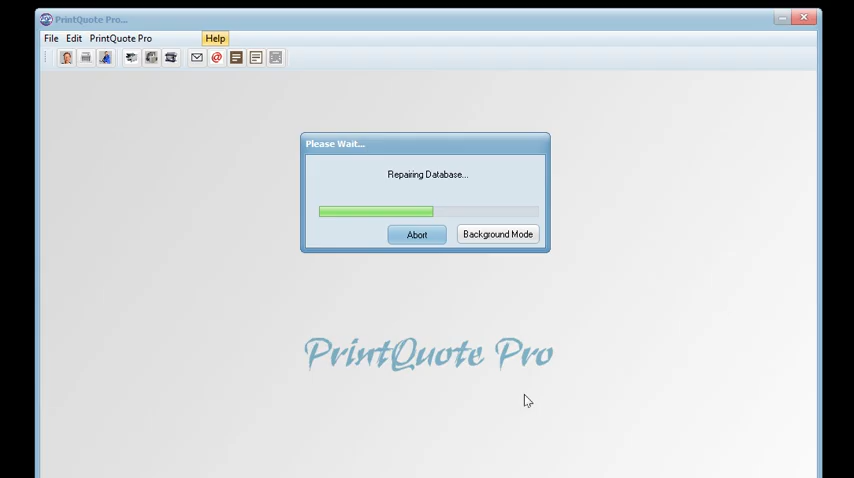 PrintQuote Pro...
File Edit PrintQuote Pro Help
Please Wait...
Repairing Database...
Abort Background Mode
PrintQuote Pro